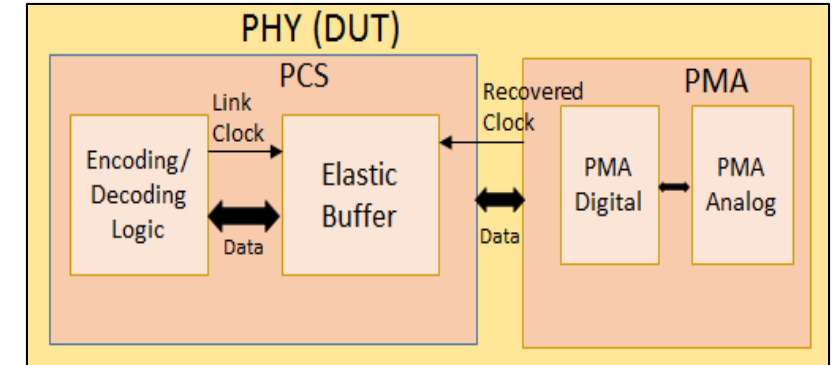 PHY (DUT)
PCS
PMA
Link
Clock
Recovered
Clock
Encoding/
Decoding
Logic
Elastic
Buffer
Data
Data
PMA
Digital
PMA
Analog